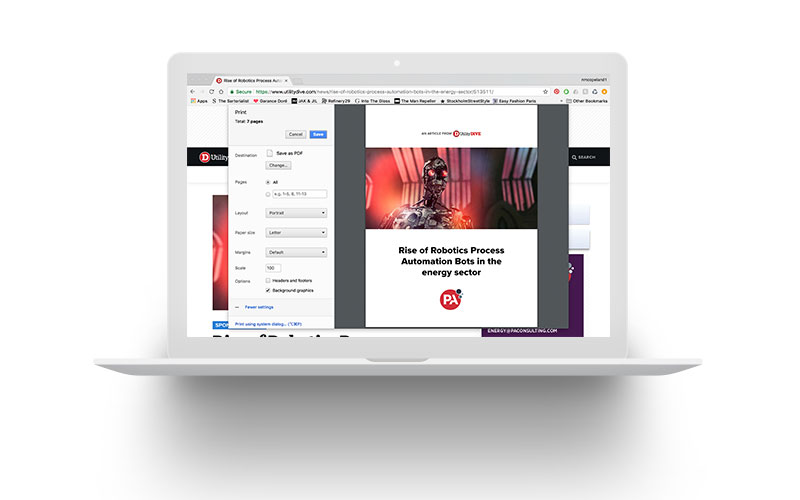 Rise of Robotics Process Autom
nmcopeland1
Secure
https://www.utilitydive.com/news/rise-of-robotics-process-automation-bots-in-the-energy-sector/513511/
Apps
The Sartorialist
Garance Doré
JAK & JIL
Refinery29
Into The Gloss
The Man Repeller
StockholmStreetStyle
Easy Fashion Paris
»
Other Bookmarks
Print
Total: 7 pages
Cancel
Save
Destination
Save as PDF
Change...
Pages
All
e.g. 1-5, 8, 11-13
Layout
Portrait
Paper size
Letter
Margins
Default
Scale
100
Options
Headers and footers
Background graphics
Fewer settings
Print using system dialog... (⌥⌘P)
AN ARTICLE FROM UtilityDIVE
Rise of Robotics Process
Automation Bots in the
energy sector
PA
Utility
SEARCH
SPO
ENERGY@PACONSULTING.COM